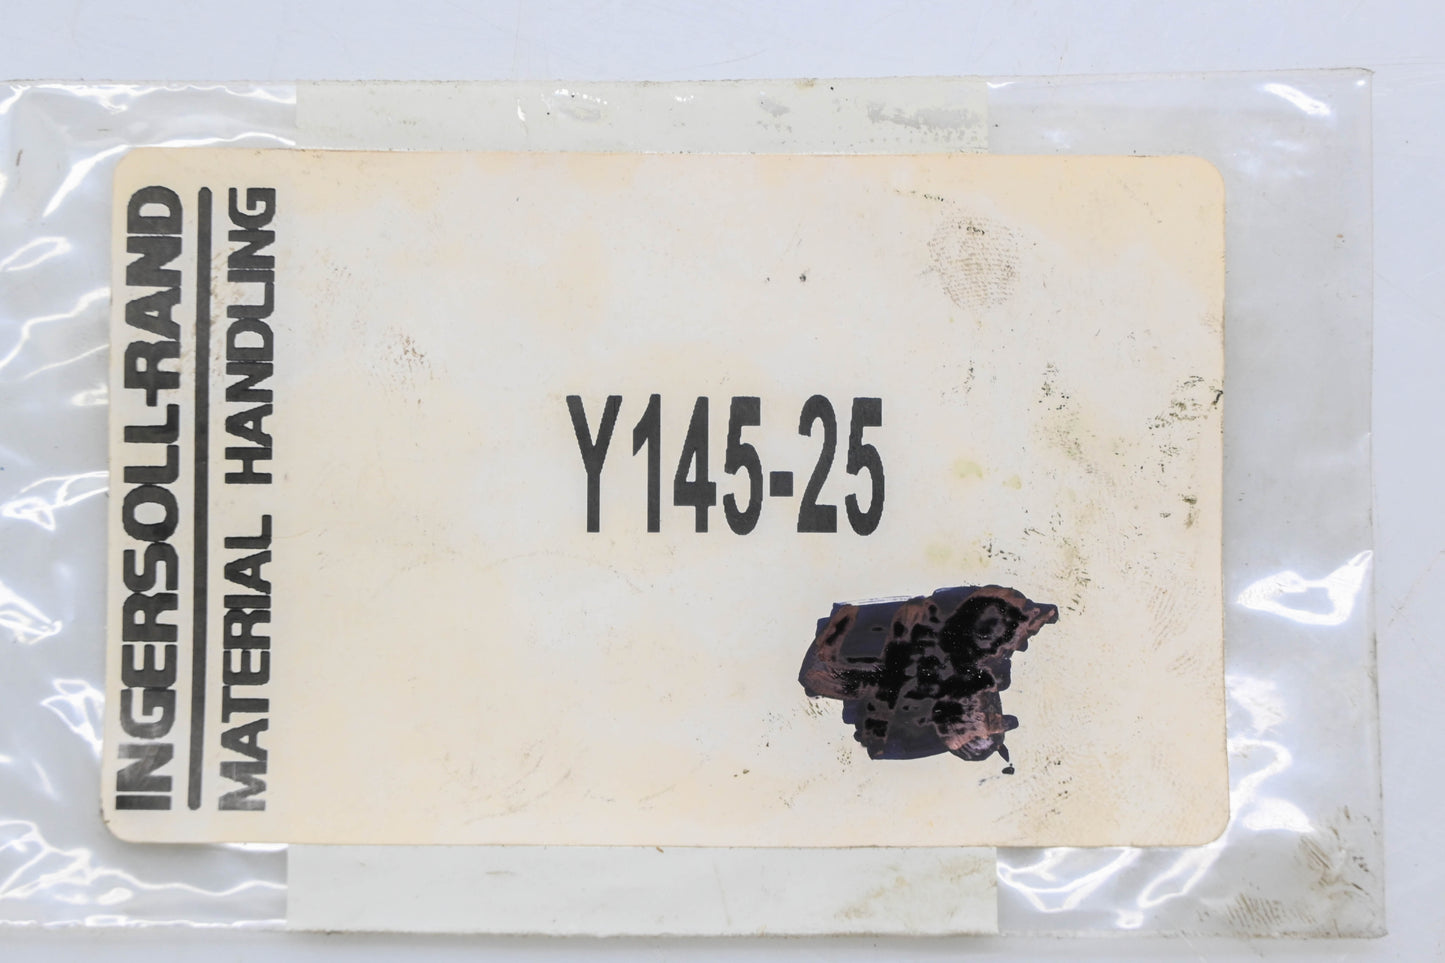 INGERSOLL-RAND
MATERIAL HANDLING
Y145-25